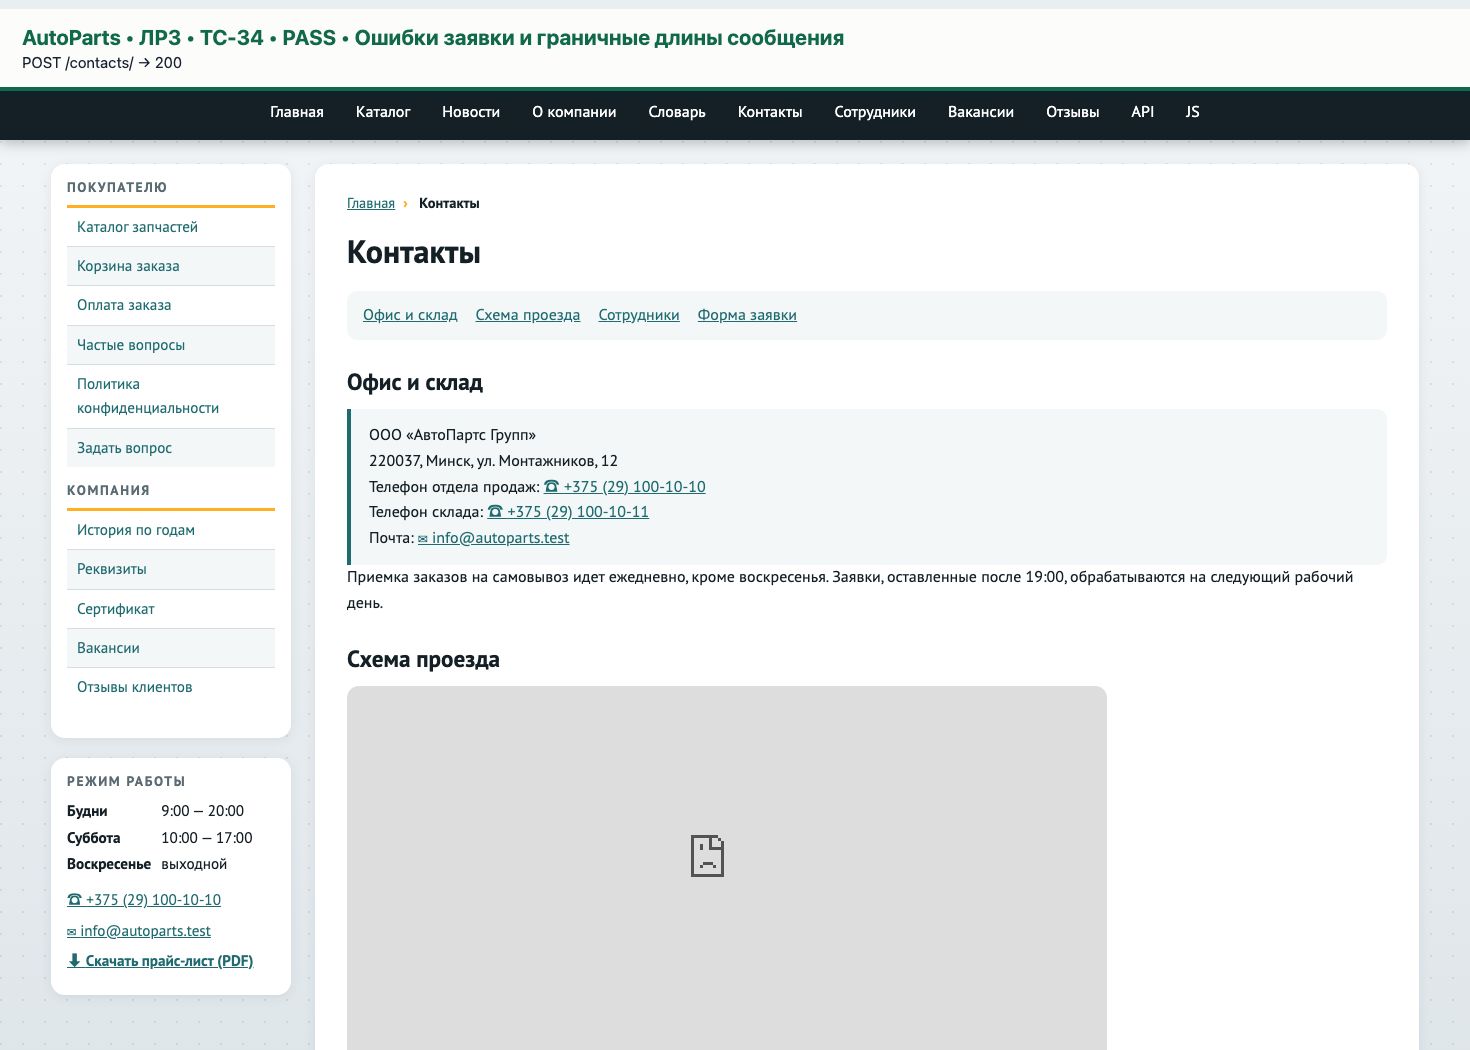 AutoParts • ЛР3 • TC-34 • PASS • Ошибки заявки и граничные длины сообщения
POST /contacts/ → 200
Главная Каталог Новости О компании Словарь Контакты Сотрудники Вакансии Отзывы API JS
ПОКУПАТЕЛЮ
Каталог запчастей
Корзина заказа
Оплата заказа
Частые вопросы
Политика
конфиденциальности
Задать вопрос
КОМПАНИЯ
История по годам
Реквизиты
Сертификат
Вакансии
Отзывы клиентов
РЕЖИМ РАБОТЫ
Будни 9:00 — 20:00
Суббота 10:00 — 17:00
Воскресенье выходной
☎ +375 (29) 100-10-10
✉ info@autoparts.test
⬇ Скачать прайс-лист (PDF)
Главная › Контакты
Контакты
Офис и склад Схема проезда Сотрудники Форма заявки
Офис и склад
ООО «АвтоПартс Групп»
220037, Минск, ул. Монтажников, 12
Телефон отдела продаж: ☎ +375 (29) 100-10-10
Телефон склада: ☎ +375 (29) 100-10-11
Почта: ✉ info@autoparts.test
Приемка заказов на самовывоз идет ежедневно, кроме воскресенья. Заявки, оставленные после 19:00, обрабатываются на следующий рабочий
день.
Схема проезда